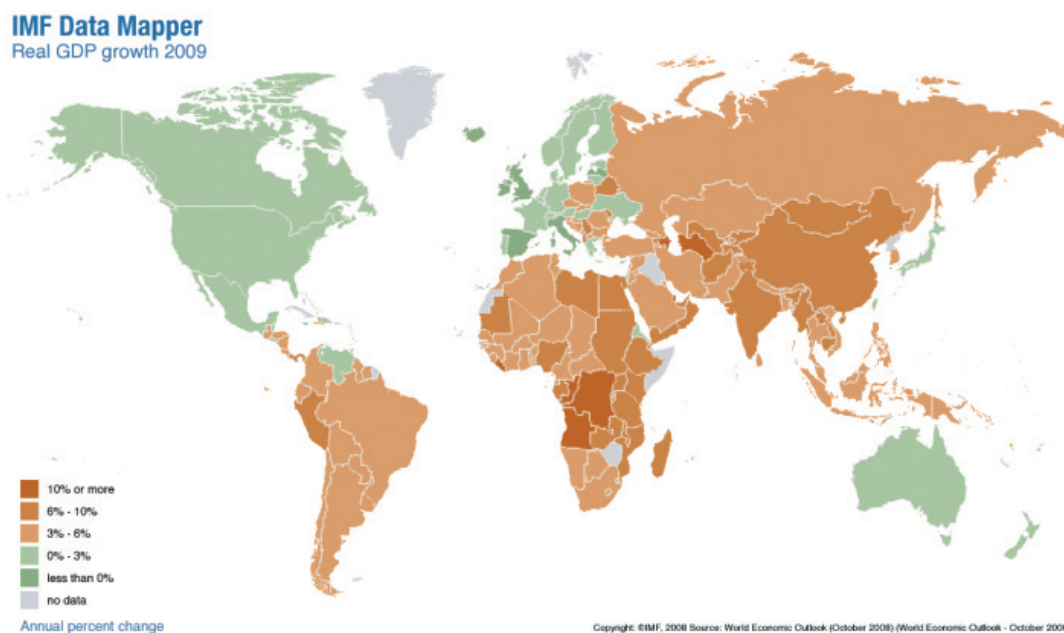 IMF Data Mapper
Real GDP growth 2009
10% or more
6% - 10%
3% - 6%
0% - 3%
less than 0%
no data
Annual percent change
Copyright: ©IMF, 2008 Source: World Economic Outlook (October 2008) (World Economic Outlook - October 200